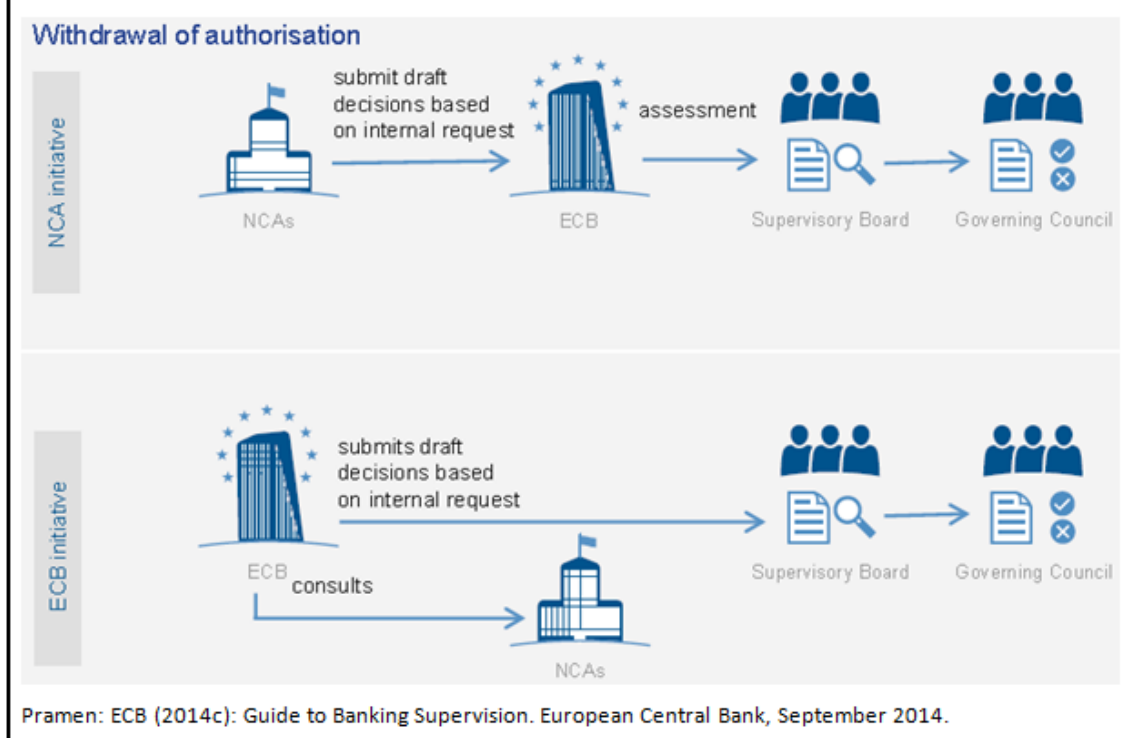 Withdrawal of authorisation
NCA initiative
submit draft
decisions based
on internal request
assessment
NCAs
ECB
Supervisory Board
Governing Council
ECB initiative
submits draft
decisions based
on internal request
ECB
consults
NCAs
Supervisory Board
Governing Council
Pramen: ECB (2014c): Guide to Banking Supervision. European Central Bank, September 2014.